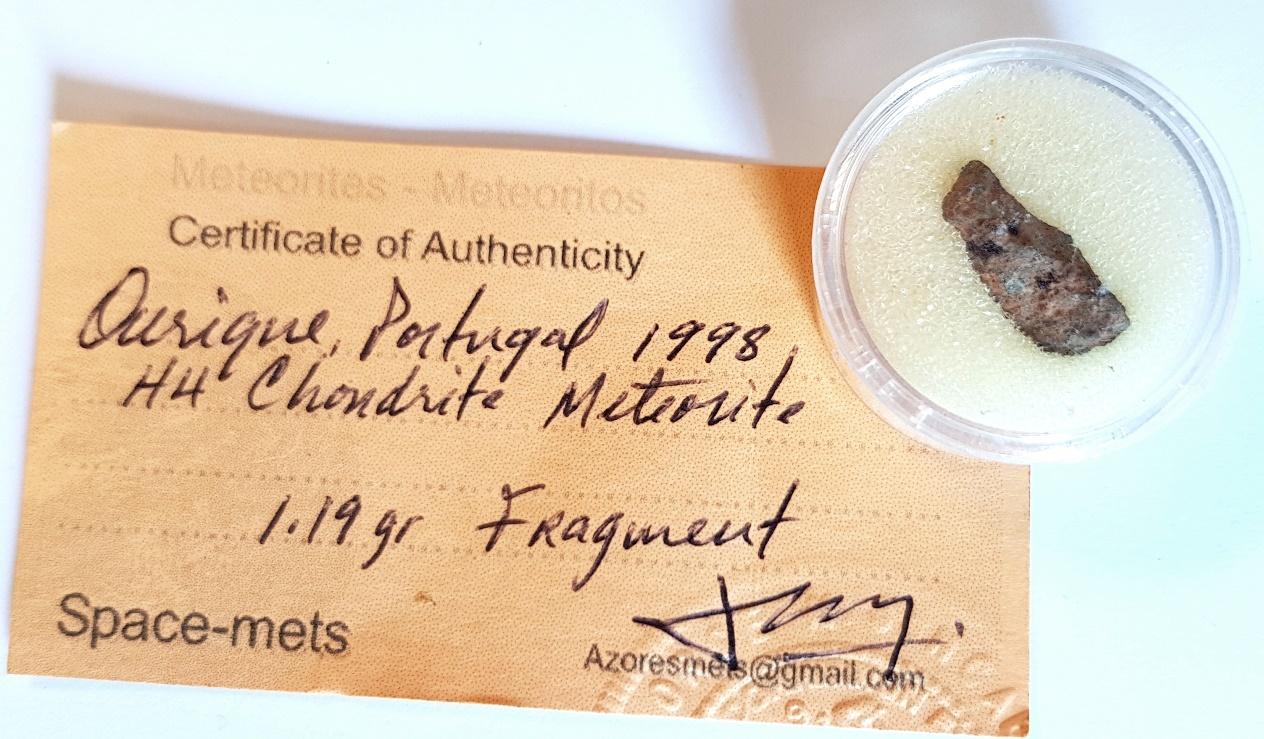 Meteorites - Meteoritos
Certificate of Authenticity
Ourique, Portugal 1998,
H4 Chondrite Meteorite
1.19 gr Fragment
Space-mets
Azoresmets@gmail.com